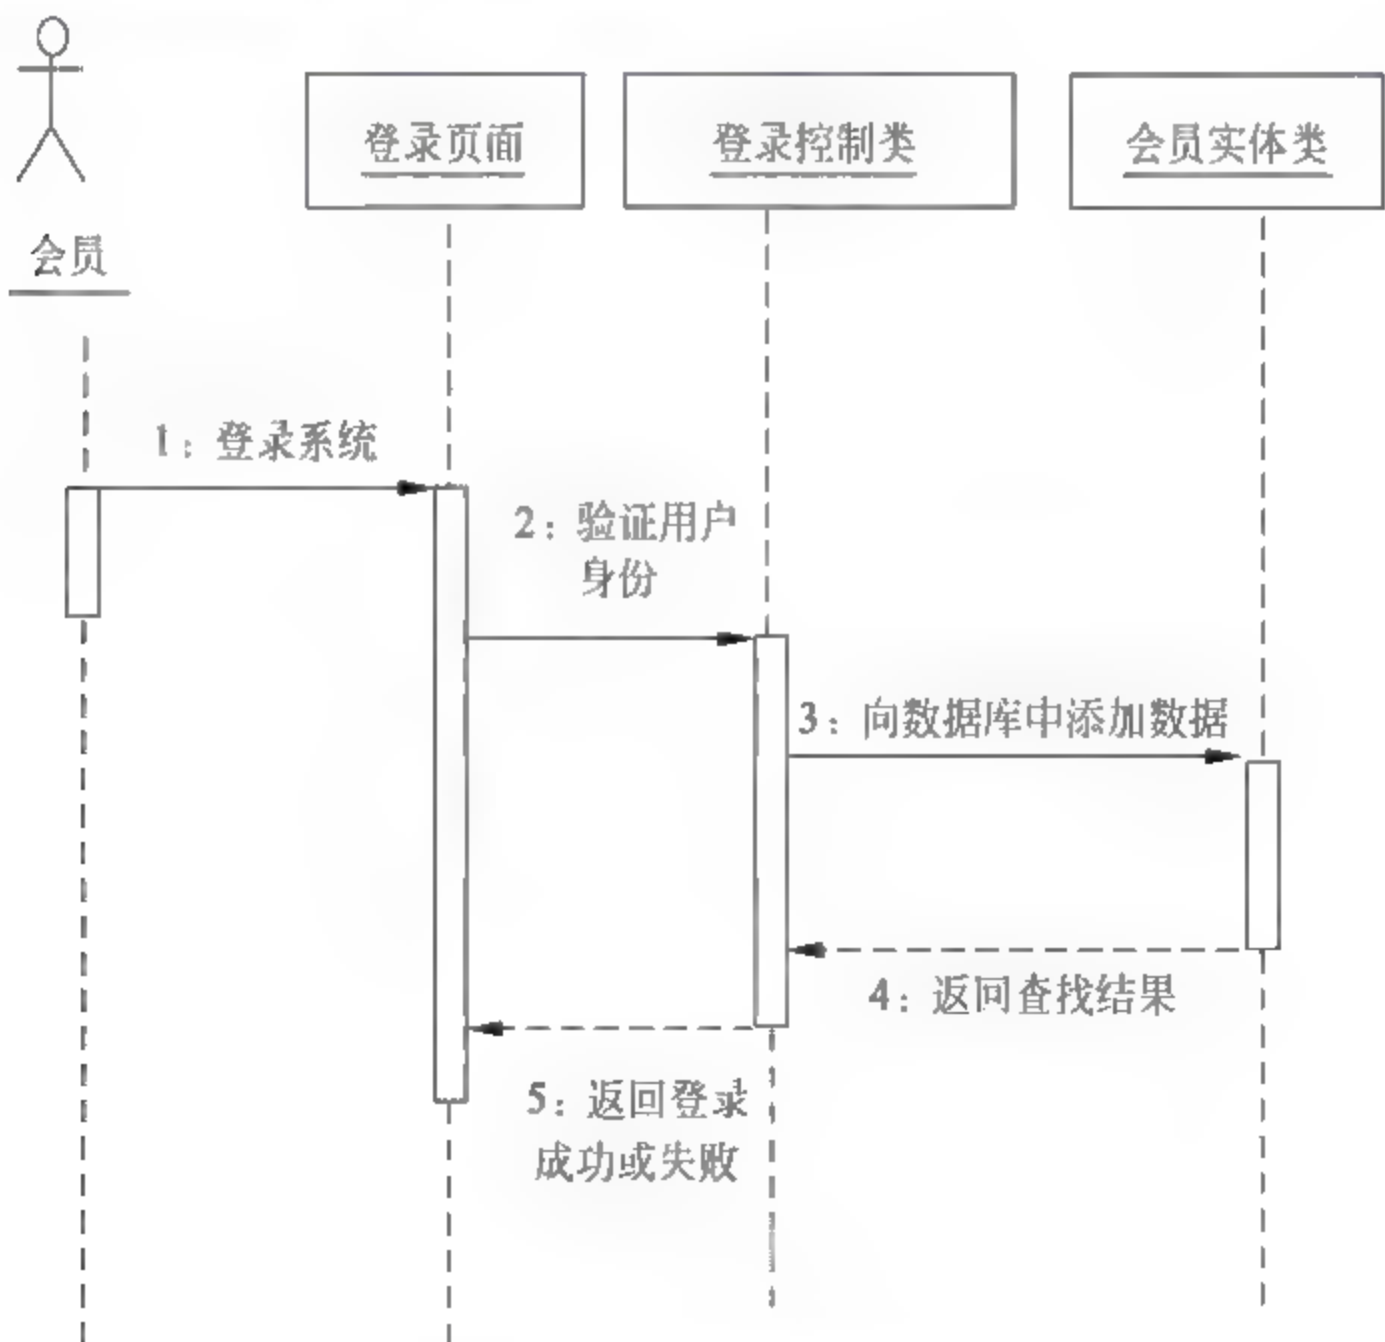 登录页面
登录控制类
会员实体类
会员
1：登录系统
2：验证用户
身份
3：向数据库中添加数据
4：返回查找结果
5：返回登录
成功或失败